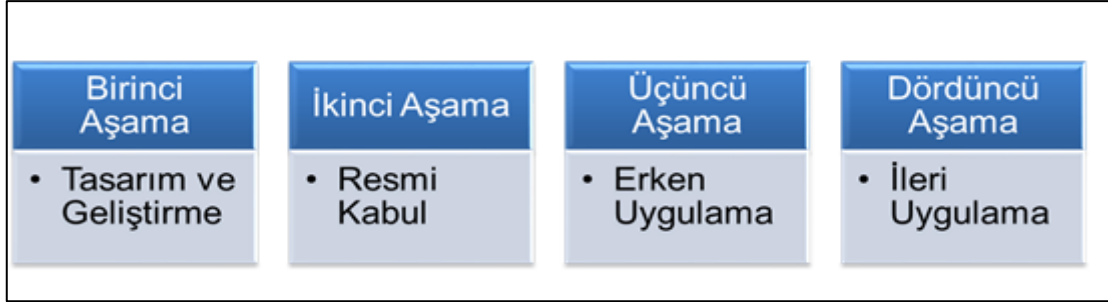 Birinci
Aşama
• Tasarım ve
Geliştirme
İkinci Aşama
• Resmi
Kabul
Üçüncü
Aşama
• Erken
Uygulama
Dördüncü
Aşama
• İleri
Uygulama